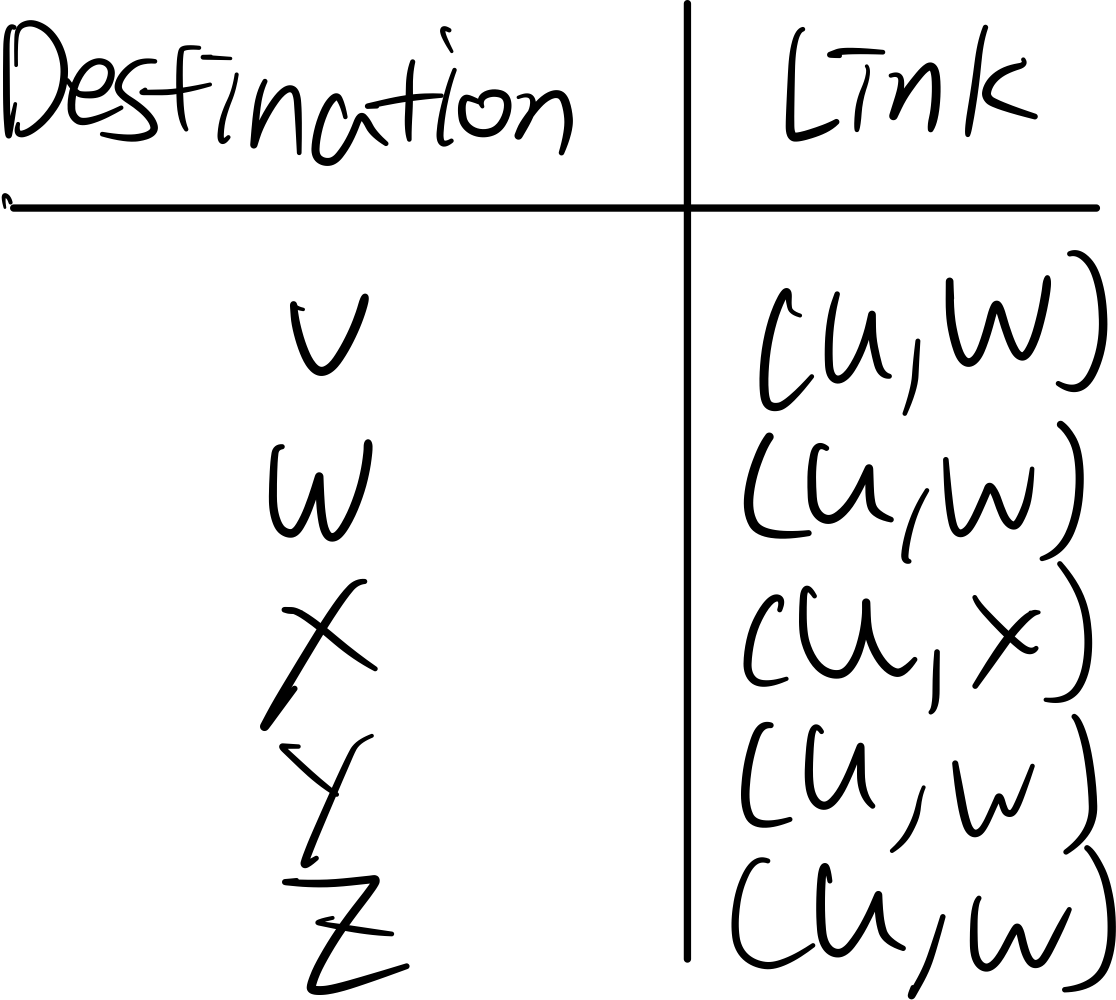 Destination Link
v (u,w)
w (u,w)
x (u,x)
y (u,w)
z (u,w)